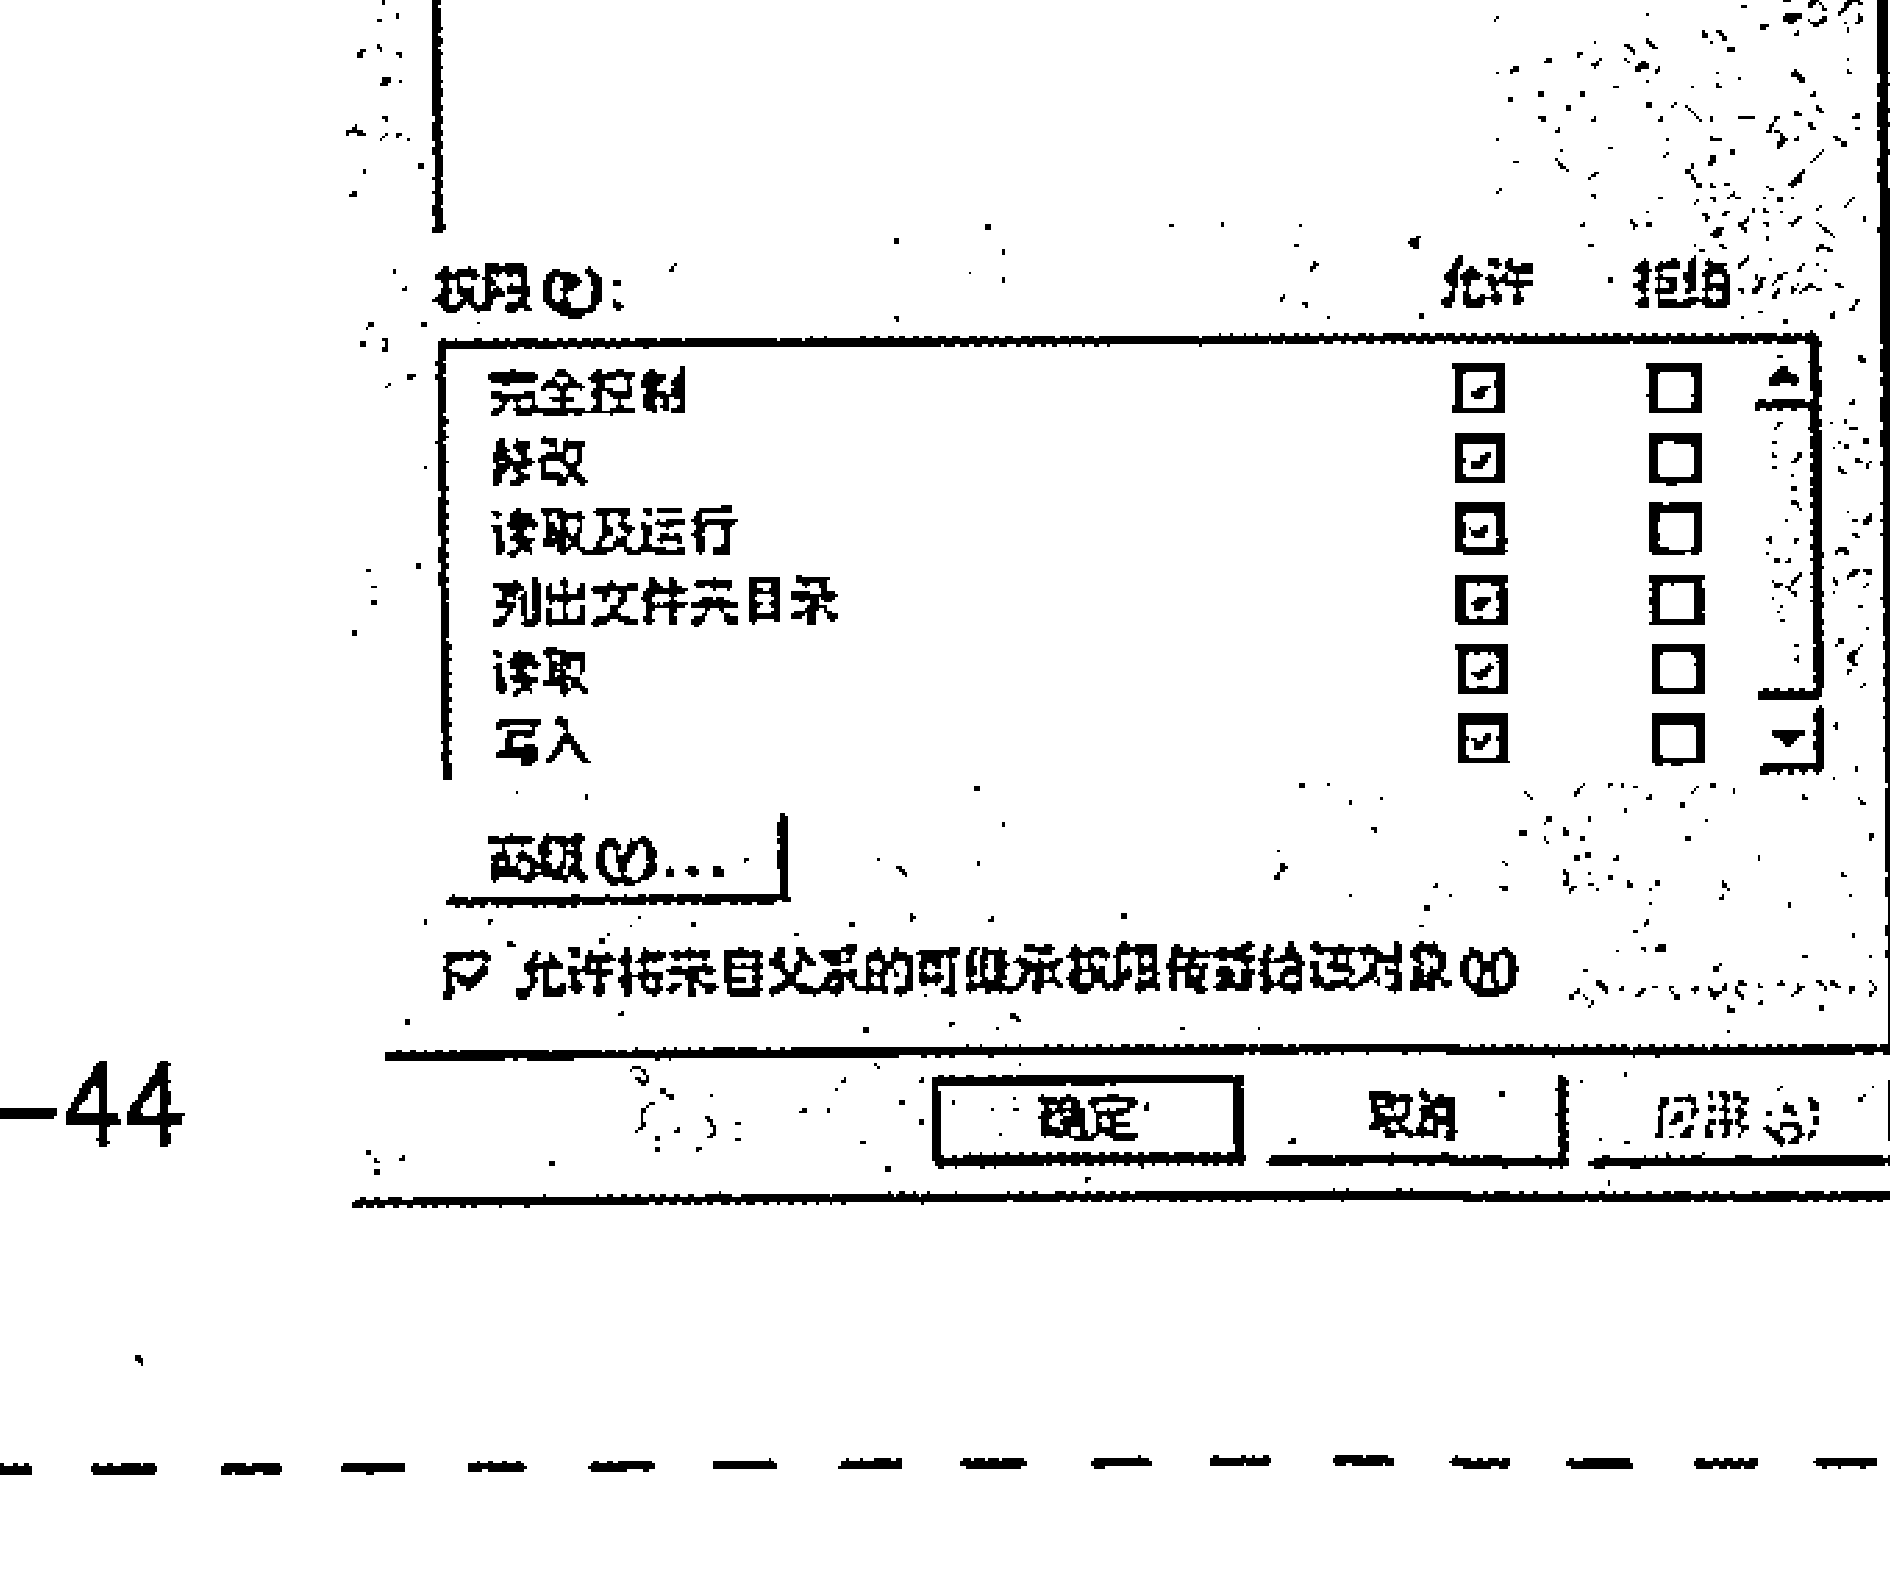 权限(P): 允许 拒绝
完全控制
修改
读取及运行
列出文件夹目录
读取
写入
高级(V)...
允许将来自父系的可继承权限传播给该对象(H)
—44
确定 取消 应用(A)